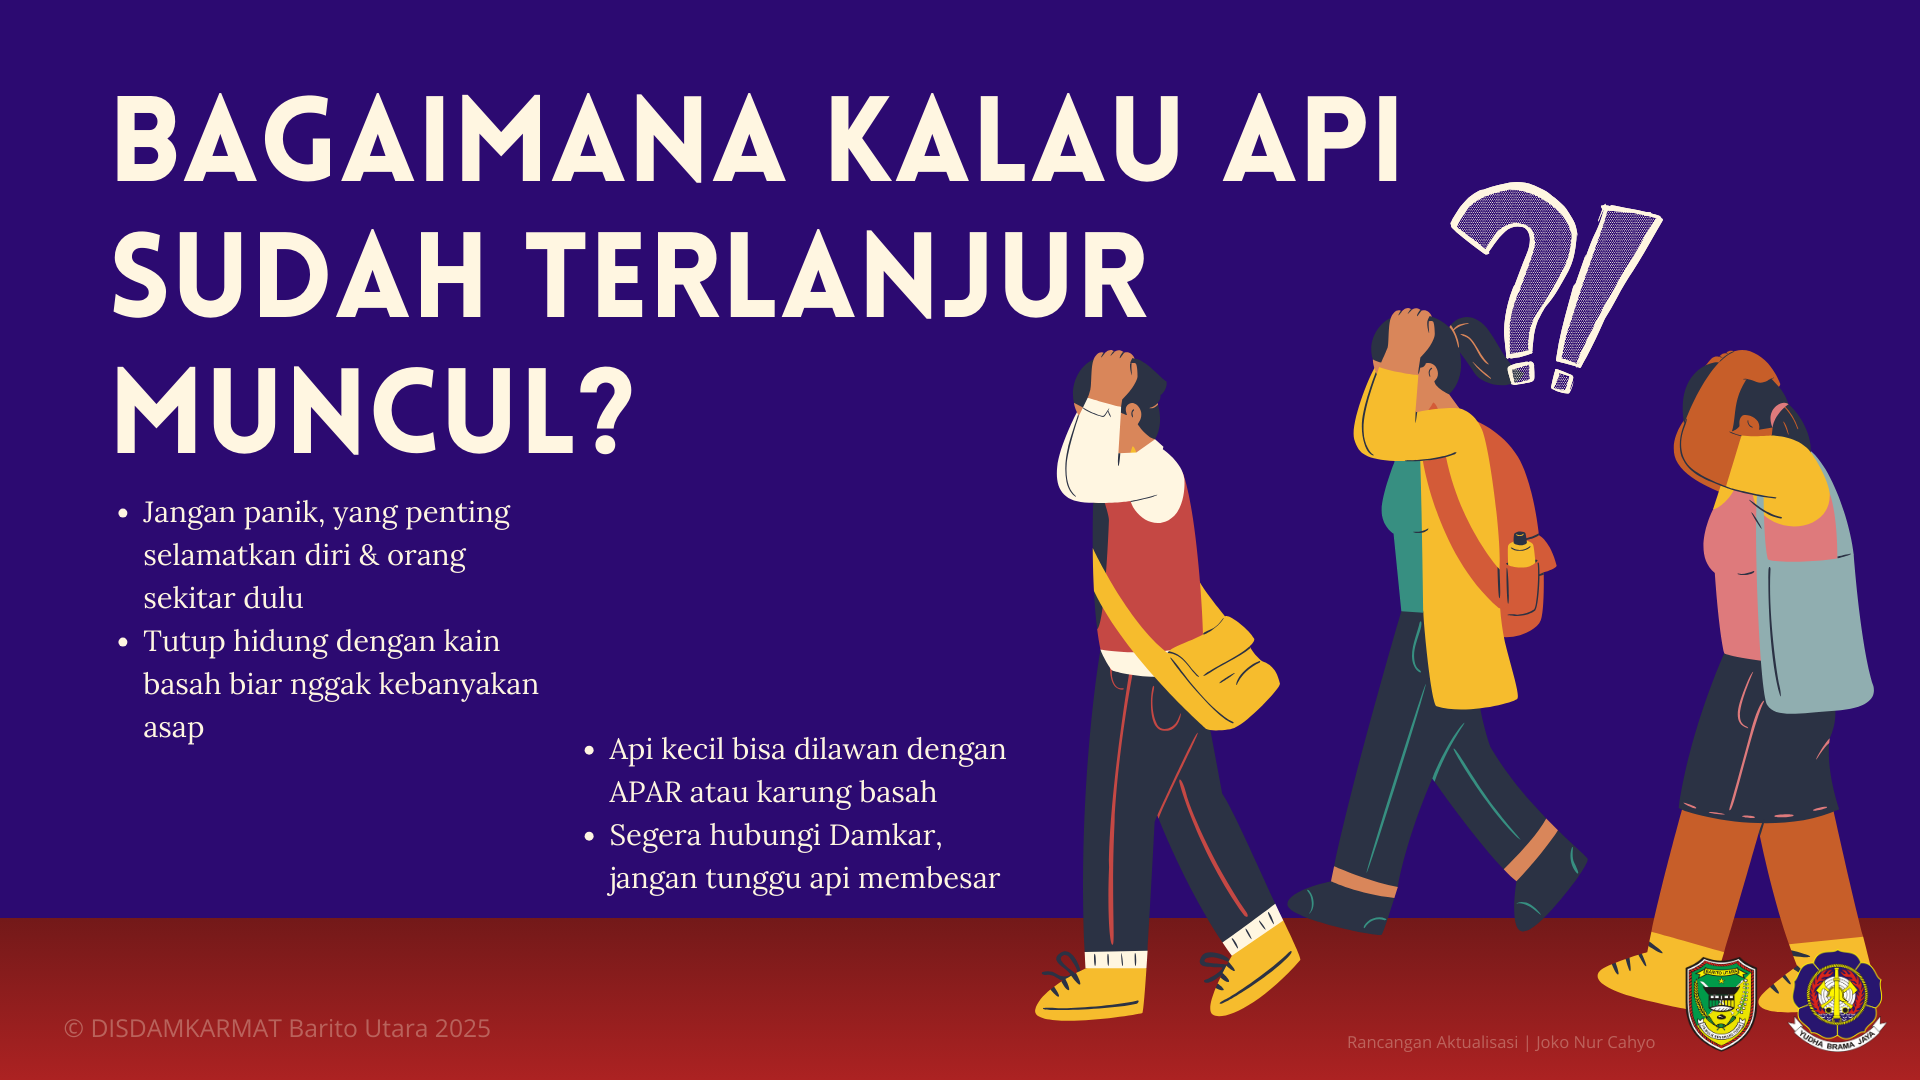 BAGAIMANA KALAU API
SUDAH TERLANJUR
MUNCUL?
?!
• Jangan panik, yang penting
selamatkan diri & orang
sekitar dulu
• Tutup hidung dengan kain
basah biar nggak kebanyakan
asap
• Api kecil bisa dilawan dengan
APAR atau karung basah
• Segera hubungi Damkar,
jangan tunggu api membesar
© DISDAMKARMAT Barito Utara 2025
Rancangan Aktualisasi | Joko Nur Cahyo
BARITO UTARA
YUDHA BRAMA JAYA